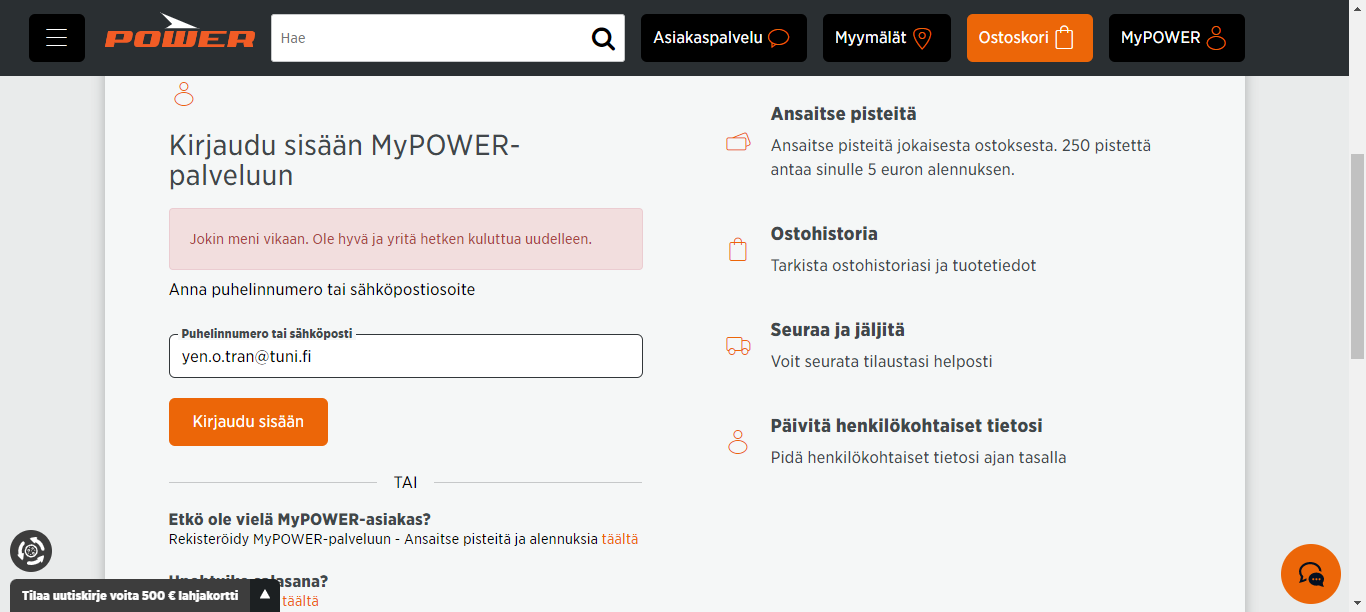 POWER
Hae
Asiakaspalvelu
Myymälät
Ostoskori
MyPOWER
Kirjaudu sisään MyPOWER-
palveluun
Jokin meni vikaan. Ole hyvä ja yritä hetken kuluttua uudelleen.
Anna puhelinnumero tai sähköpostiosoite
Puhelinnumero tai sähköposti
yen.o.tran@tuni.fi
Kirjaudu sisään
TAI
Etkö ole vielä MyPOWER-asiakas?
Rekisteröidy MyPOWER-palveluun - Ansaitse pisteitä ja alennuksia täältä
Unohtuiko salasana?
täältä
Ansaitse pisteitä
Ansaitse pisteitä jokaisesta ostoksesta. 250 pistettä
antaa sinulle 5 euron alennuksen.
Ostohistoria
Tarkista ostohistoriasi ja tuotetiedot
Seuraa ja jäljitä
Voit seurata tilaustasi helposti
Päivitä henkilökohtaiset tietosi
Pidä henkilökohtaiset tietosi ajan tasalla
Tilaa uutiskirje voita 500 € lahjakortti